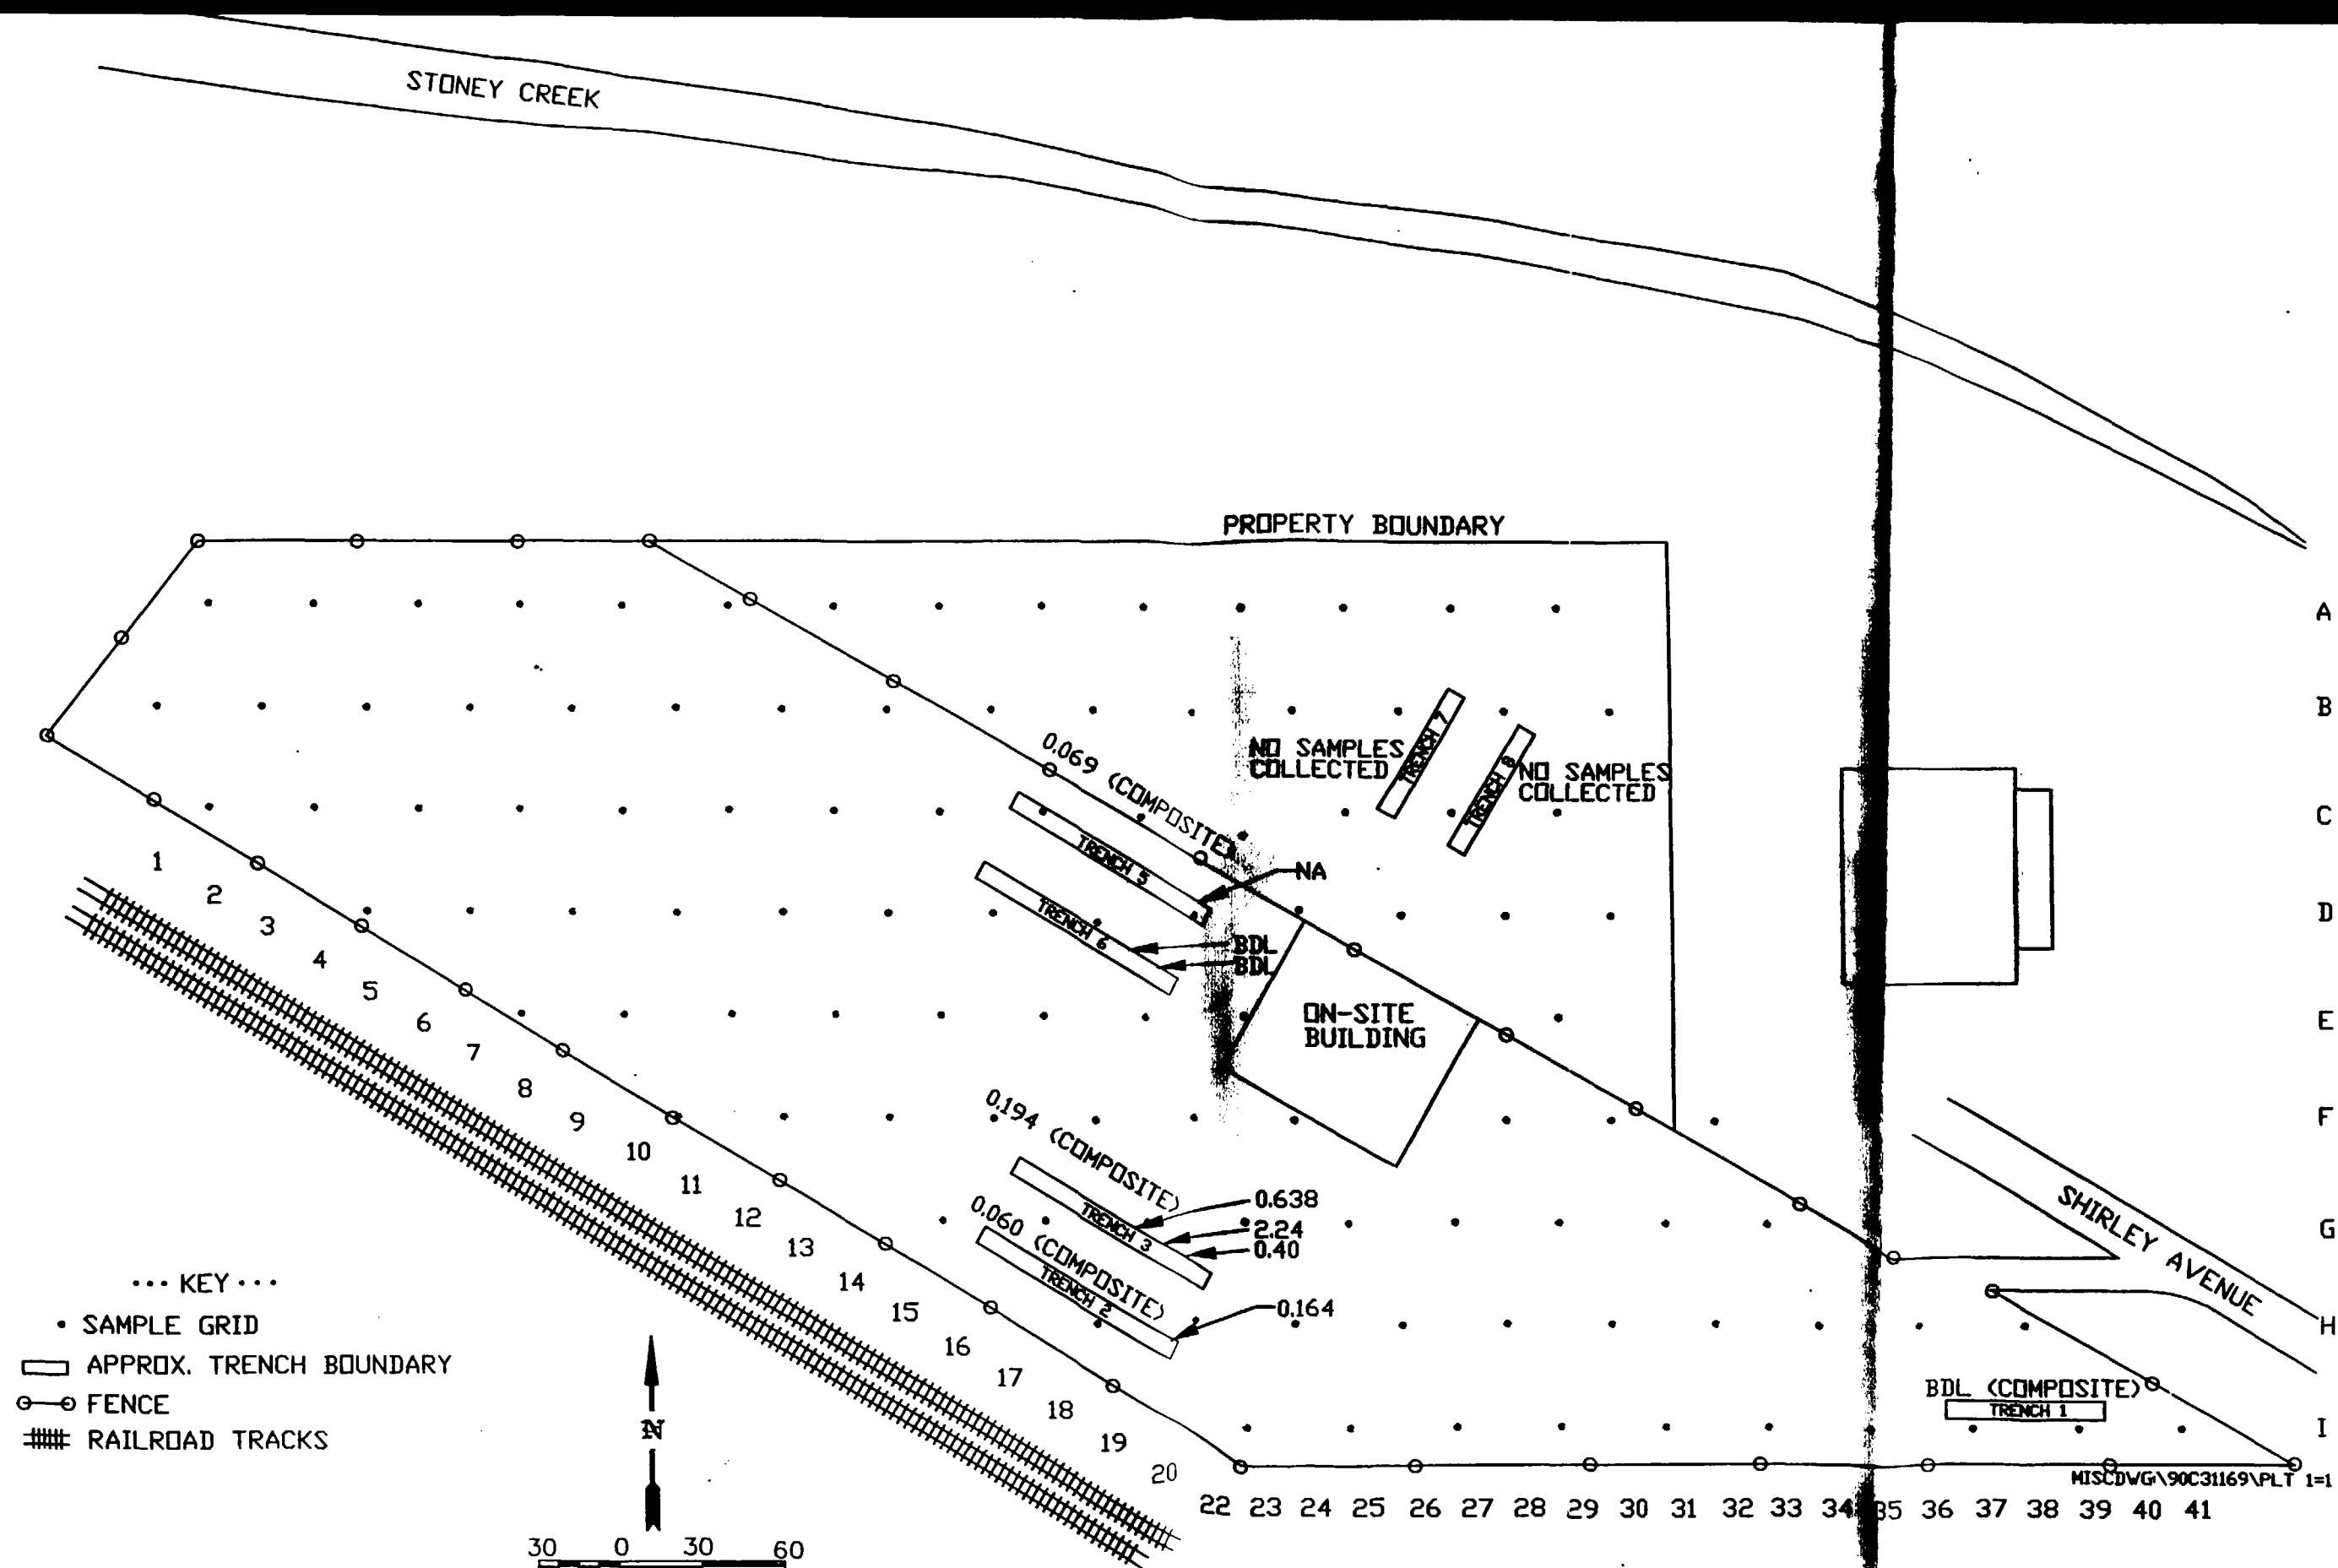 STONEY CREEK
PROPERTY BOUNDARY
A
B
0.069 (COMPOSITE)
NO SAMPLES
COLLECTED
TRENCH 7
TRENCH 8
NO SAMPLES
COLLECTED
C
TRENCH 5
NA
D
TRENCH 6
BDL
BDL
ON-SITE
BUILDING
E
F
0.194 (COMPOSITE)
TRENCH 3
0.638
2.24
0.40
G
SHIRLEY AVENUE
0.060 (COMPOSITE)
TRENCH 2
0.164
H
BDL (COMPOSITE)
TRENCH 1
I
1
2
3
4
5
6
7
8
9
10
11
12
13
14
15
16
17
18
19
20
22 23 24 25 26 27 28 29 30 31 32 33 34 35 36 37 38 39 40 41
MISCDWG\90C31169\PLT 1=1
••• KEY •••
• SAMPLE GRID
APPROX. TRENCH BOUNDARY
FENCE
RAILROAD TRACKS
N
30 0 30 60